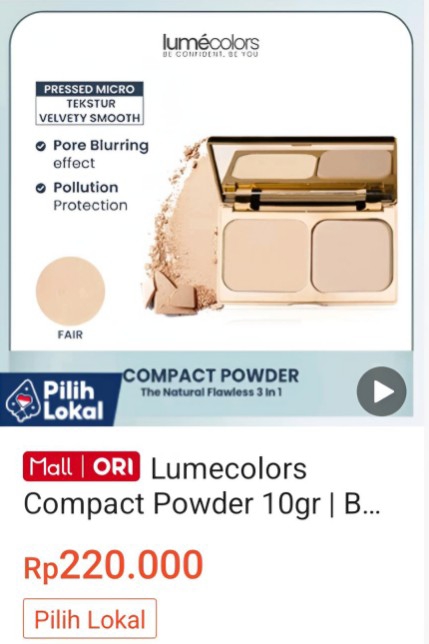 lumécolors
BE CONFIDENT, BE YOU
PRESSED MICRO
TEKSTUR
VELVETY SMOOTH
Pore Blurring
effect
Pollution
Protection
FAIR
COMPACT POWDER
The Natural Flawless 3 In 1
Pilih
Lokal
Mall | ORI Lumecolors
Compact Powder 10gr | B...
Rp220.000
Pilih Lokal